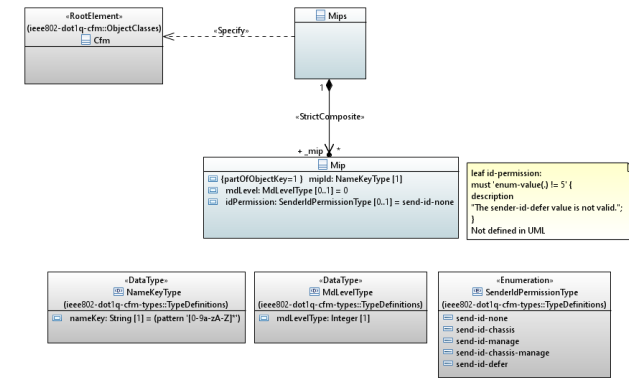 «RootElement»
(ieee802-dot1q-cfm::ObjectClasses)
Cfm
«Specify»
Mips
1
«StrictComposite»
+ _mip
*
Mip
{partOfObjectKey=1 } mipId: NameKeyType [1]
mdLevel: MdLevelType [0..1] = 0
idPermission: SenderIdPermissionType [0..1] = send-id-none
leaf id-permission:
must 'enum-value(.) != 5' {
description
"The sender-id-defer value is not valid.";
}
Not defined in UML
«DataType»
NameKeyType
(ieee802-dot1q-cfm-types::TypeDefinitions)
nameKey: String [1] = (pattern '[0-9a-zA-Z]*')
«DataType»
MdLevelType
(ieee802-dot1q-cfm-types::TypeDefinitions)
mdLevelType: Integer [1]
«Enumeration»
SenderIdPermissionType
(ieee802-dot1q-cfm-types::TypeDefinitions)
send-id-none
send-id-chassis
send-id-manage
send-id-chassis-manage
send-id-defer